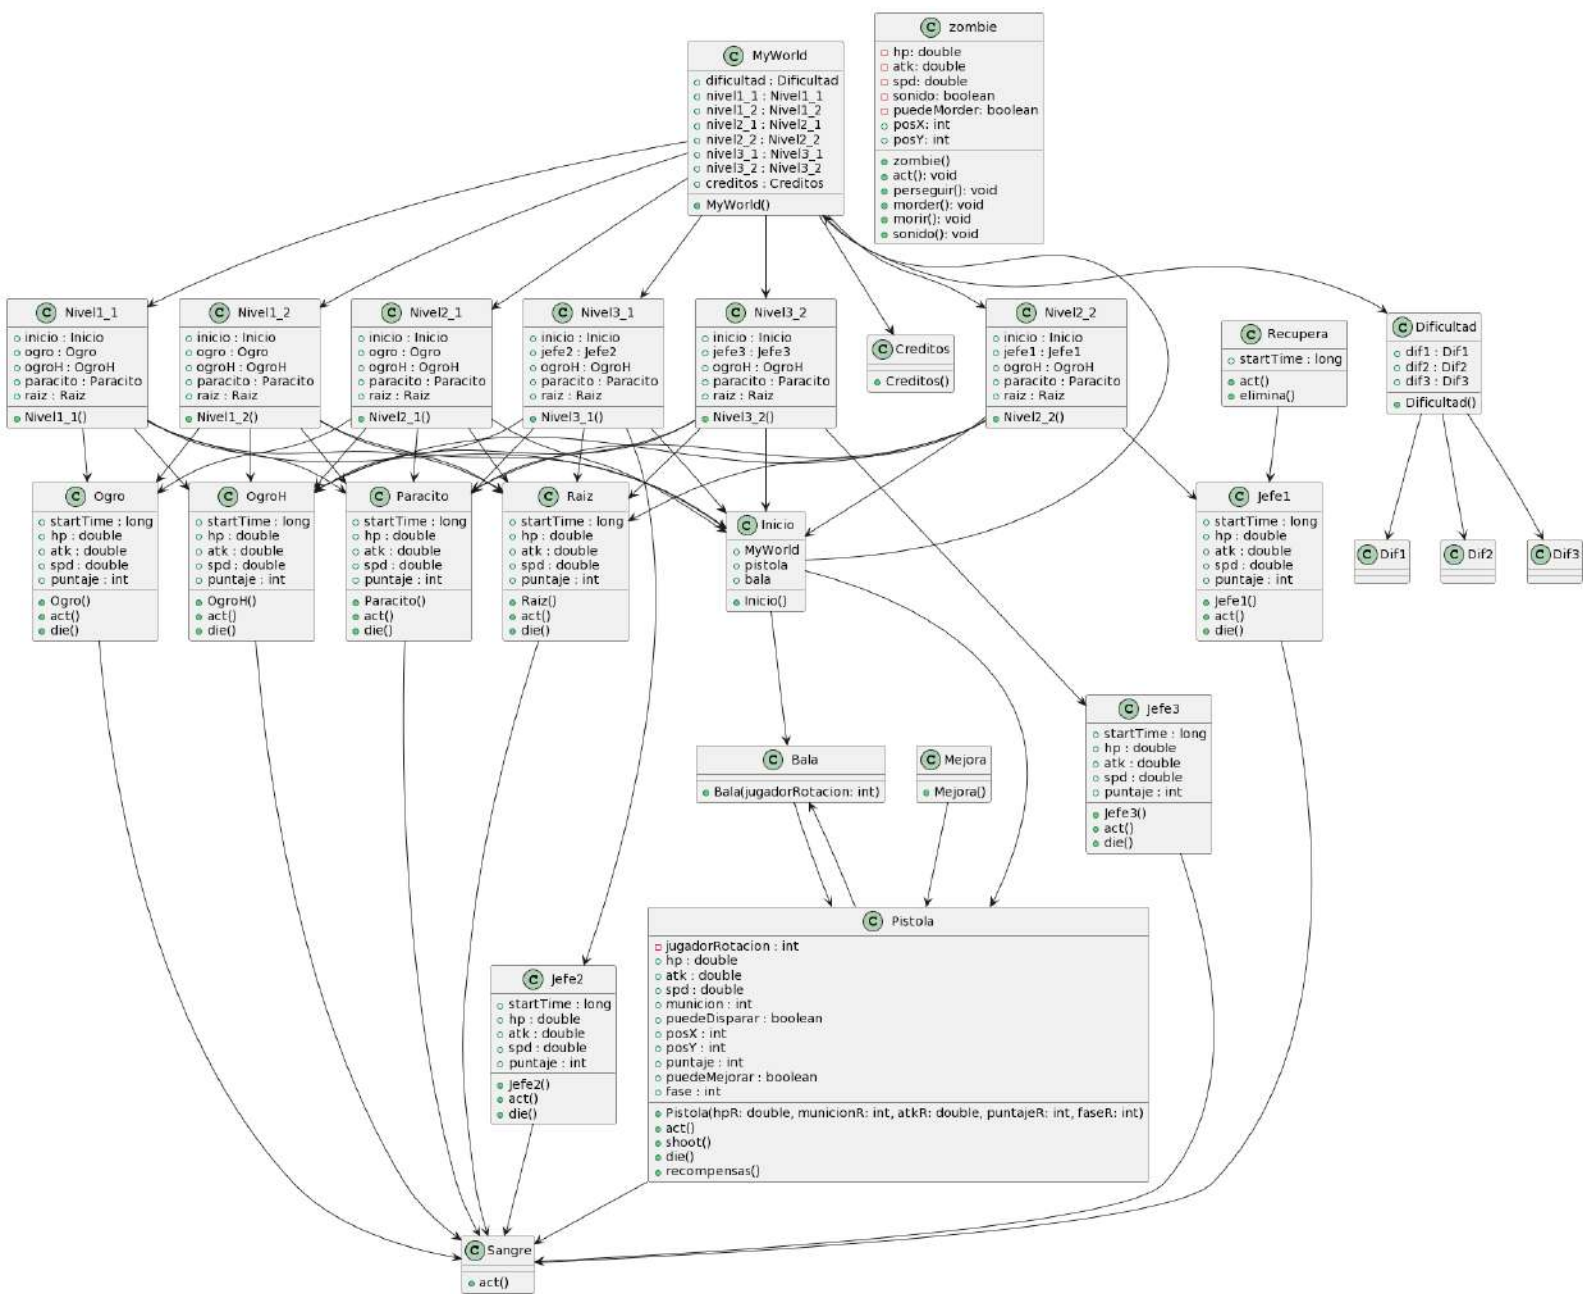 C MyWorld
dificultad : Dificultad
nivel1_1 : Nivel1_1
nivel1_2 : Nivel1_2
nivel2_1 : Nivel2_1
nivel2_2 : Nivel2_2
nivel3_1 : Nivel3_1
nivel3_2 : Nivel3_2
creditos : Creditos
MyWorld()
C zombie
hp: double
atk: double
spd: double
sonido: boolean
puedeMorder: boolean
posX: int
posY: int
zombie()
act(): void
perseguir(): void
morder(): void
morir(): void
sonido(): void
C Nivel1_1
inicio : Inicio
ogro : Ogro
ogroH : OgroH
paracito : Paracito
raiz : Raiz
Nivel1_1()
C Nivel1_2
inicio : Inicio
ogro : Ogro
ogroH : OgroH
paracito : Paracito
raiz : Raiz
Nivel1_2()
C Nivel2_1
inicio : Inicio
ogro : Ogro
ogroH : OgroH
paracito : Paracito
raiz : Raiz
Nivel2_1()
C Nivel3_1
inicio : Inicio
jefe2 : Jefe2
ogroH : OgroH
paracito : Paracito
raiz : Raiz
Nivel3_1()
C Nivel3_2
inicio : Inicio
jefe3 : Jefe3
ogroH : OgroH
paracito : Paracito
raiz : Raiz
Nivel3_2()
C Creditos
Creditos()
C Nivel2_2
inicio : Inicio
jefe1 : Jefe1
ogroH : OgroH
paracito : Paracito
raiz : Raiz
Nivel2_2()
C Recupera
startTime : long
act()
elimina()
C Dificultad
dif1 : Dif1
dif2 : Dif2
dif3 : Dif3
Dificultad()
C Ogro
startTime : long
hp : double
atk : double
spd : double
puntaje : int
Ogro()
act()
die()
C OgroH
startTime : long
hp : double
atk : double
spd : double
puntaje : int
OgroH()
act()
die()
C Paracito
startTime : long
hp : double
atk : double
spd : double
puntaje : int
Paracito()
act()
die()
C Raiz
startTime : long
hp : double
atk : double
spd : double
puntaje : int
Raiz()
act()
die()
C Inicio
MyWorld
pistola
bala
Inicio()
C Jefe1
startTime : long
hp : double
atk : double
spd : double
puntaje : int
Jefe1()
act()
die()
C Dif1
C Dif2
C Dif3
C Jefe3
startTime : long
hp : double
atk : double
spd : double
puntaje : int
Jefe3()
act()
die()
C Bala
Bala(jugadorRotacion: int)
C Mejora
Mejora()
C Pistola
jugadorRotacion : int
hp : double
atk : double
spd : double
municion : int
puedeDisparar : boolean
posX : int
posY : int
puntaje : int
puedeMejorar : boolean
fase : int
Pistola(hpR: double, municionR: int, atkR: double, puntajeR: int, faseR: int)
act()
shoot()
die()
recompensas()
C Jefe2
startTime : long
hp : double
atk : double
spd : double
puntaje : int
Jefe2()
act()
die()
C Sangre
act()